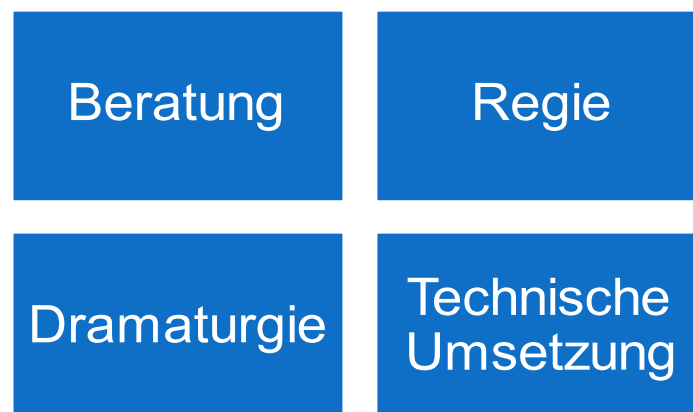 Beratung
Regie
Dramaturgie
Technische
Umsetzung